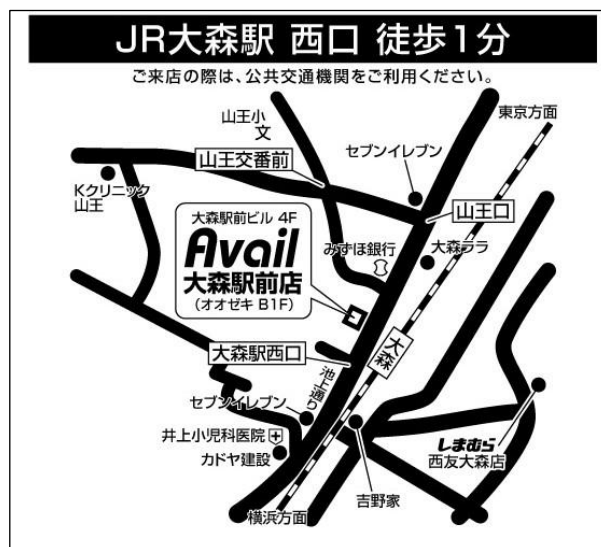 JR大森駅 西口 徒歩1分
ご来店の際は、公共交通機関をご利用ください。
東京方面
山王小
文
セブンイレブン
山王交番前
Kクリニック
山王
山王口
大森駅前ビル 4F
Avail
大森駅前店
(オオゼキ B1F)
みずほ銀行
大森ララ
大森駅西口
大森
池上通り
セブンイレブン
井上小児科医院
カドヤ建設
しまむら
西友大森店
吉野家
横浜方面